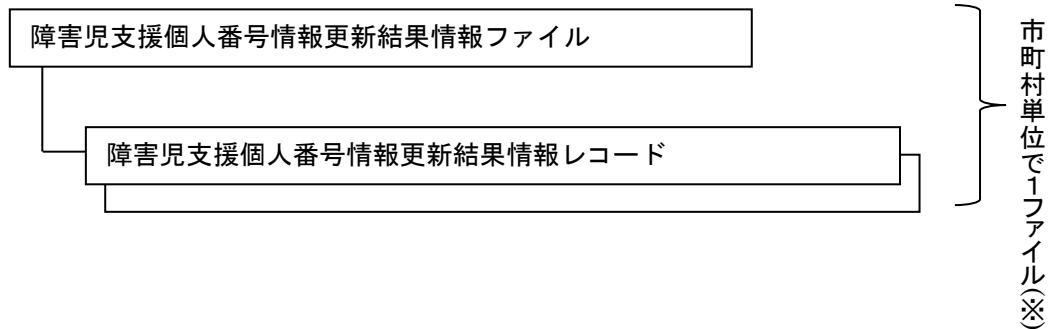 障害児支援個人番号情報更新結果情報ファイル
障害児支援個人番号情報更新結果情報レコード
市町村単位で1ファイル(※)